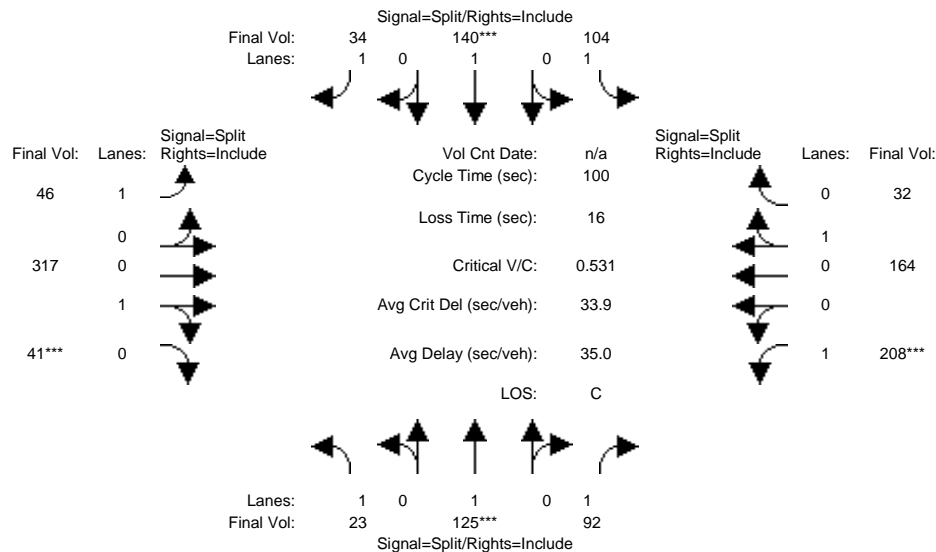 Signal=Split/Rights=Include
Final Vol: 34 140*** 104
Lanes: 1 0 1 0 1
Signal=Split
Final Vol: Lanes: Rights=Include
Vol Cnt Date: n/a
Signal=Split
Rights=Include Lanes: Final Vol:
Cycle Time (sec): 100
46 1
0 32
Loss Time (sec): 16
0
1
317 0
Critical V/C: 0.531
0 164
1
Avg Crit Del (sec/veh): 33.9
0
41*** 0
Avg Delay (sec/veh): 35.0
1 208***
LOS: C
Lanes: 1 0 1 0 1
Final Vol: 23 125*** 92
Signal=Split/Rights=Include